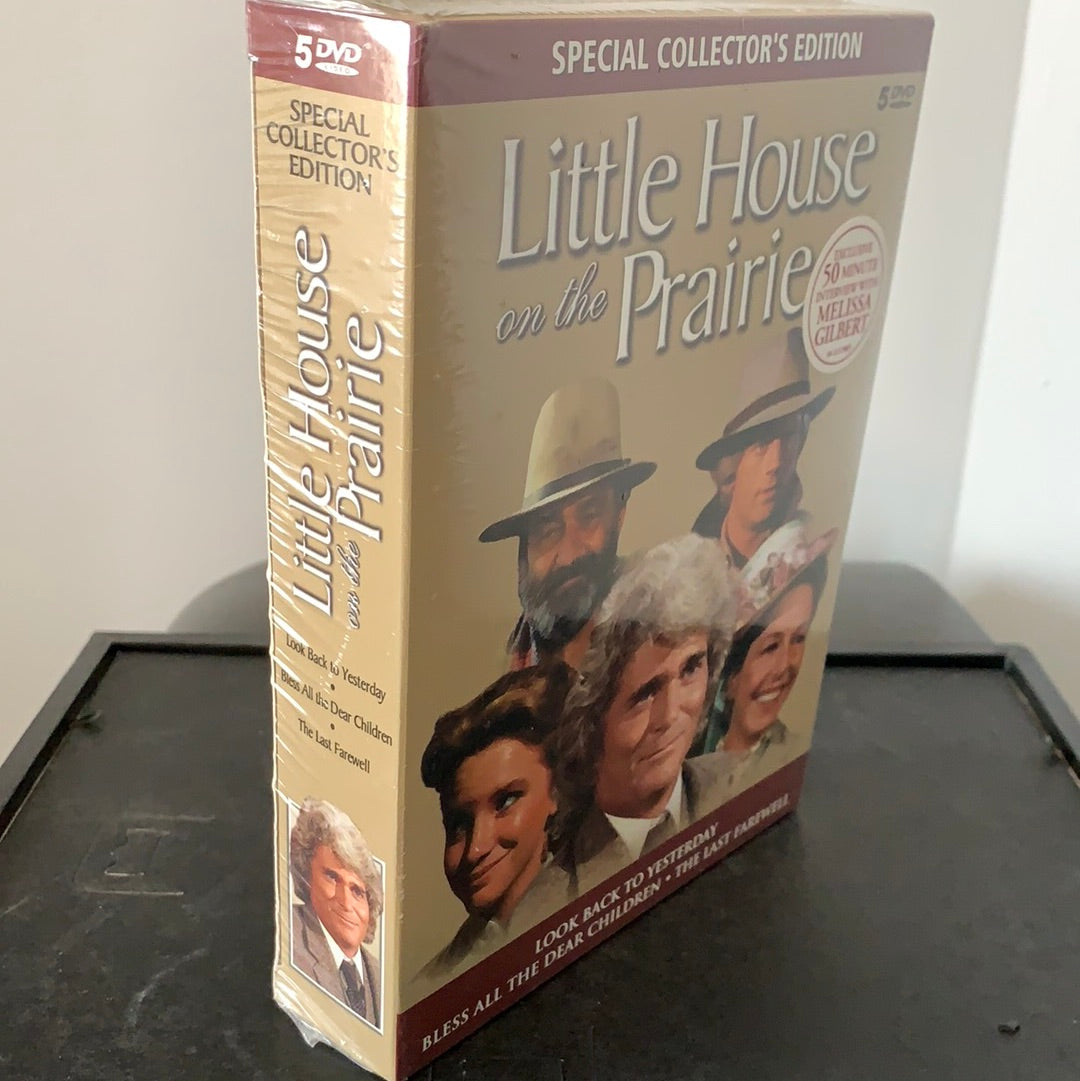 5 DVD
VIDEO
SPECIAL
COLLECTOR'S
EDITION
Little House
on the Prairie
Look Back to Yesterday
•
Bless All the Dear Children
•
The Last Farewell
SPECIAL COLLECTOR'S EDITION
5 DVD
Little House
on the Prairie
EXCLUSIVE
50 MINUTE
INTERVIEW WITH
MELISSA
GILBERT
LOOK BACK TO YESTERDAY
BLESS ALL THE DEAR CHILDREN • THE LAST FAREWELL